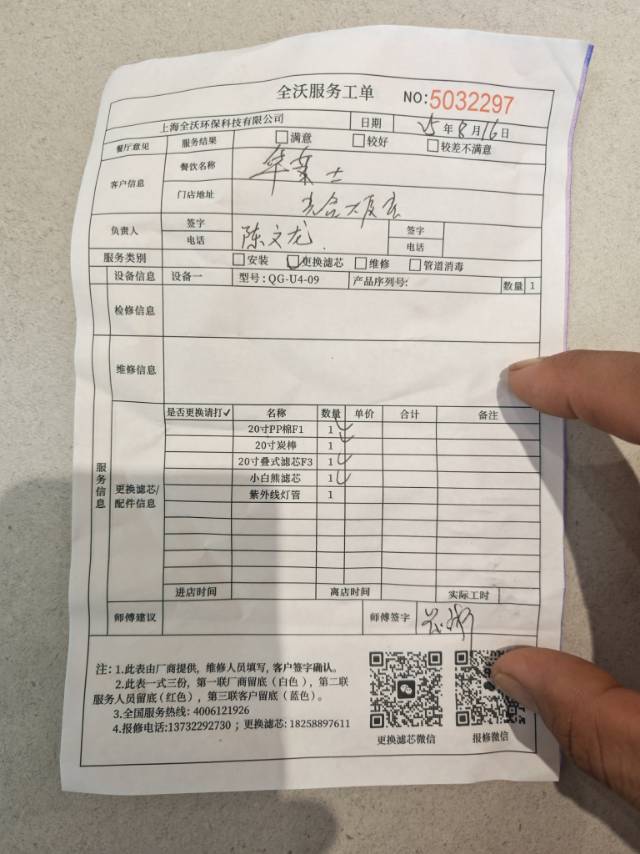 全沃服务工单 NO:5032297
上海全沃环保科技有限公司 日期 25年8月16日
餐厅意见 服务结果 满意 较好 较差不满意
客户信息 餐饮名称 华莱士
门店地址
负责人 签字 陈文龙 签字
电话 电话
服务类别 安装 更换滤芯 维修 管道消毒
设备信息 设备一 型号:QG-U4-09 产品序列号: 数量 1
检修信息
维修信息
服务信息
更换滤芯/配件信息
是否更换请打✓ 名称 数量 单价 合计 备注
20寸PP棉F1 1 ✓
20寸炭棒 1 ✓
20寸叠式滤芯F3 1 ✓
小白熊滤芯 1 ✓
紫外线灯管 1
进店时间 离店时间 实际工时
师傅建议 师傅签字
注:1.此表由厂商提供,维修人员填写,客户签字确认。
2.此表一式三份,第一联厂商留底(白色),第二联
服务人员留底(红色),第三联客户留底(蓝色)。
3.全国服务热线:4006121926
4.报修电话:13732292730;更换滤芯:18258897611
更换滤芯微信 报修微信